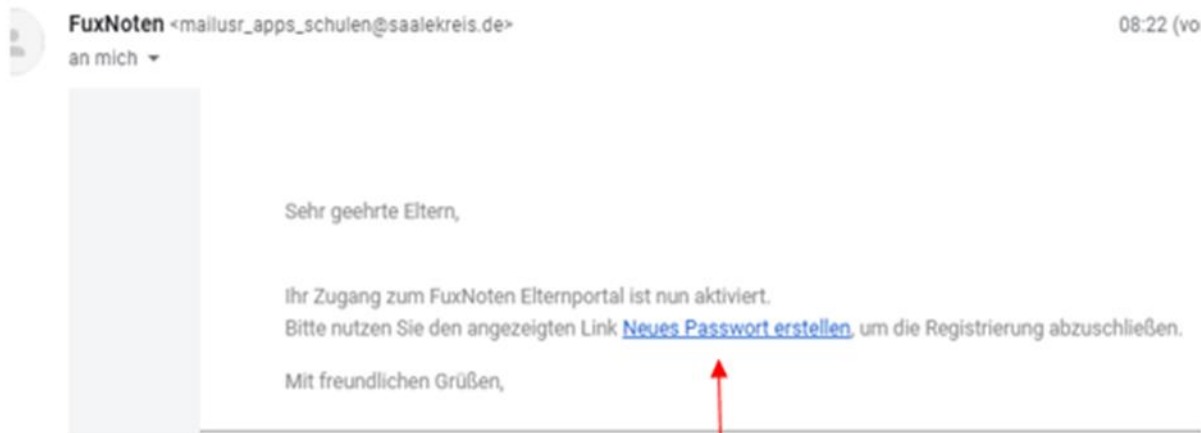 FuxNoten <mailusr_apps_schulen@saalekreis.de> 08:22 (vo
an mich
Sehr geehrte Eltern,
Ihr Zugang zum FuxNoten Elternportal ist nun aktiviert.
Bitte nutzen Sie den angezeigten Link Neues Passwort erstellen, um die Registrierung abzuschließen.
Mit freundlichen Grüßen,